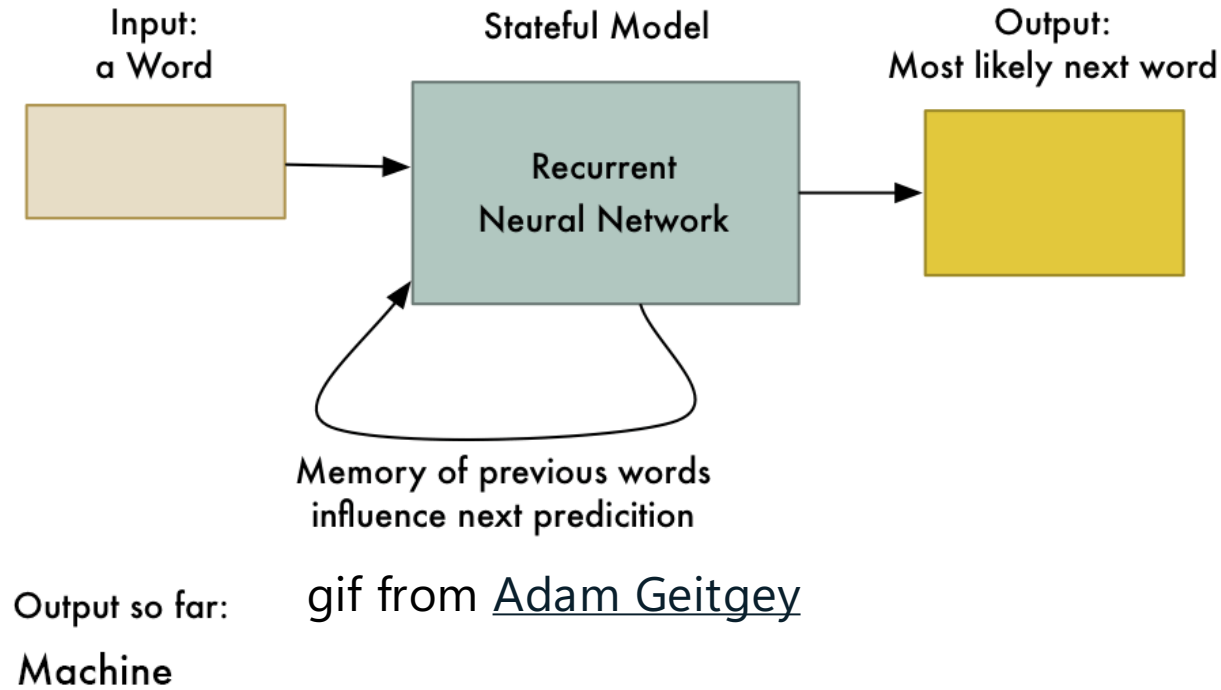 Input:
a Word
Stateful Model
Output:
Most likely next word
Recurrent
Neural Network
Memory of previous words
influence next predicition
gif from Adam Geitgey
Output so far:
Machine